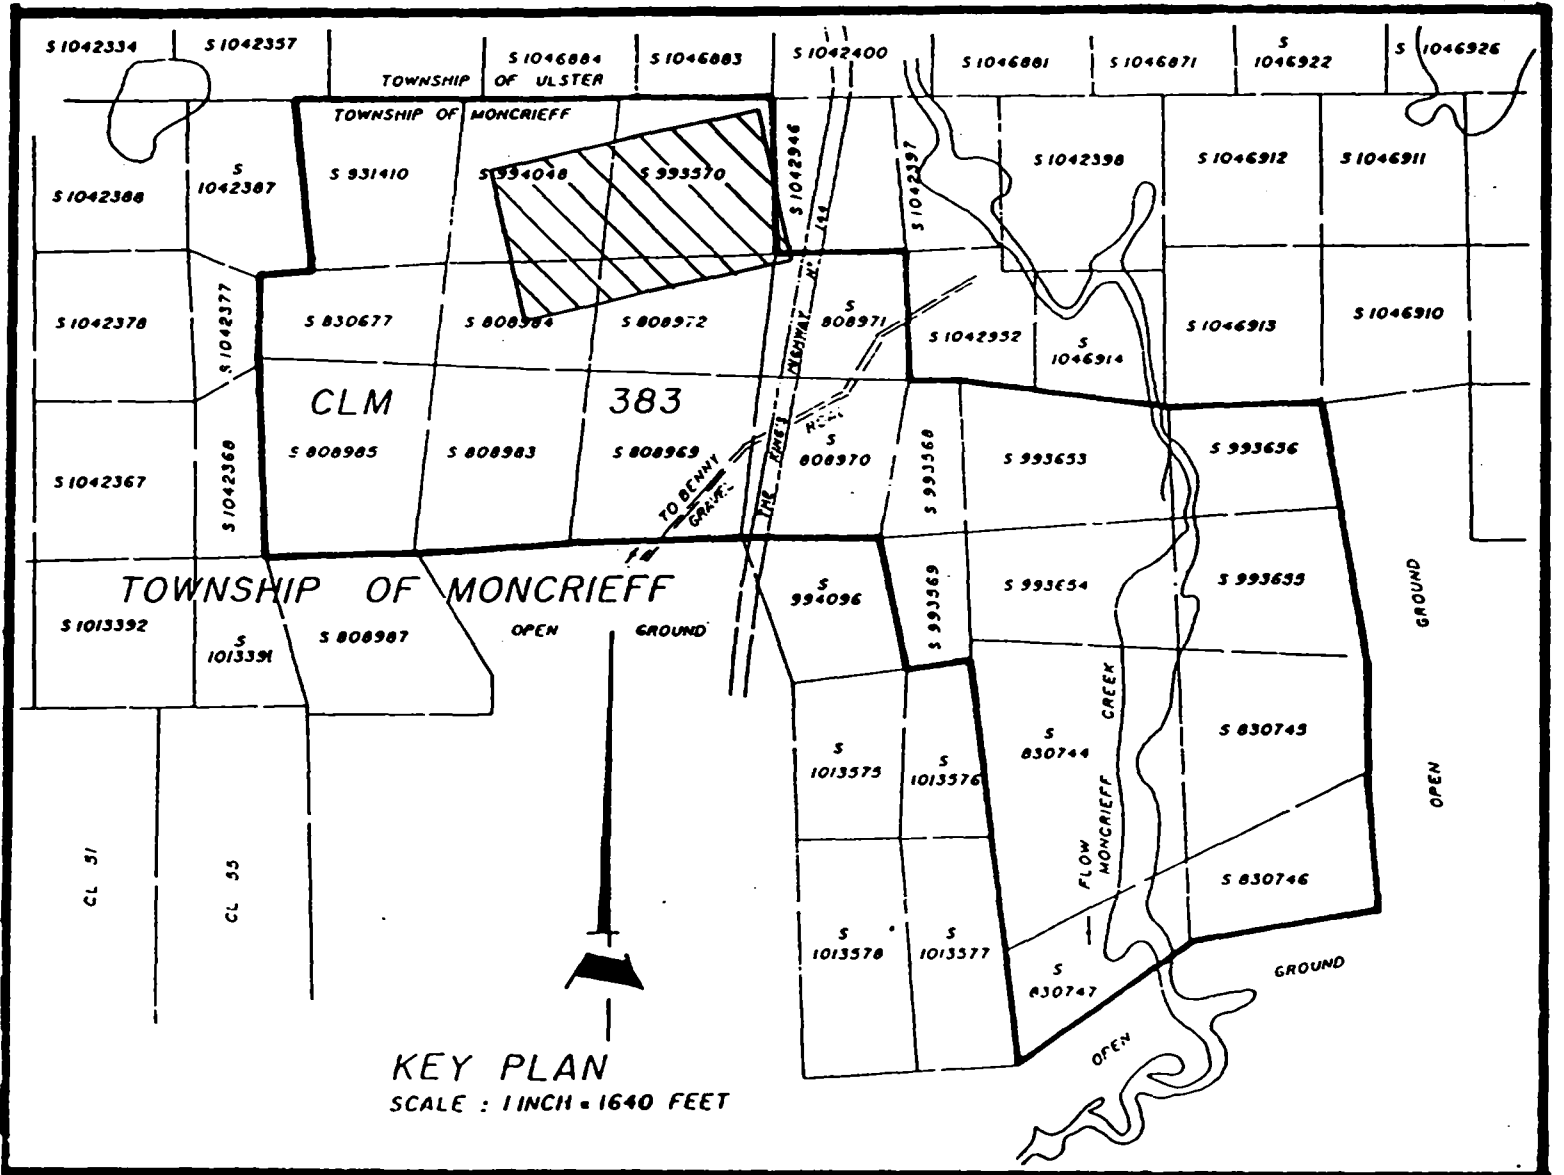 S 1042334
S 1042357
S 1046884
S 1046883
S 1042400
S 1046881
S 1046871
S
1046922
S 1046926
TOWNSHIP OF ULSTER
TOWNSHIP OF MONCRIEFF
S 1042388
S
1042387
S 931410
S 994048
S 993570
S 1042946
S 1042397
S 1042398
S 1046912
S 1046911
S 1042378
S 1042377
S 830677
S 808984
S 808972
S
808971
S 1042952
S
1046914
S 1046913
S 1046910
THE KING'S HIGHWAY Nº 144
CLM 383
S 1042367
S 1042368
S 808985
S 808983
S 808969
S
808970
S 993568
S 993653
S 993656
TO BENNY
GRAVEL
TOWNSHIP OF MONCRIEFF
S 1013392
S
1013391
S 808987
OPEN GROUND
S
994096
S 993569
S 993654
S 993655
GROUND
OPEN
S
1013575
S
1013576
S
830744
S 830745
FLOW
MONCRIEFF CREEK
CL 51
CL 55
S
1013578
S
1013577
S 830746
S
830747
OPEN
GROUND
KEY PLAN
SCALE : 1 INCH = 1640 FEET